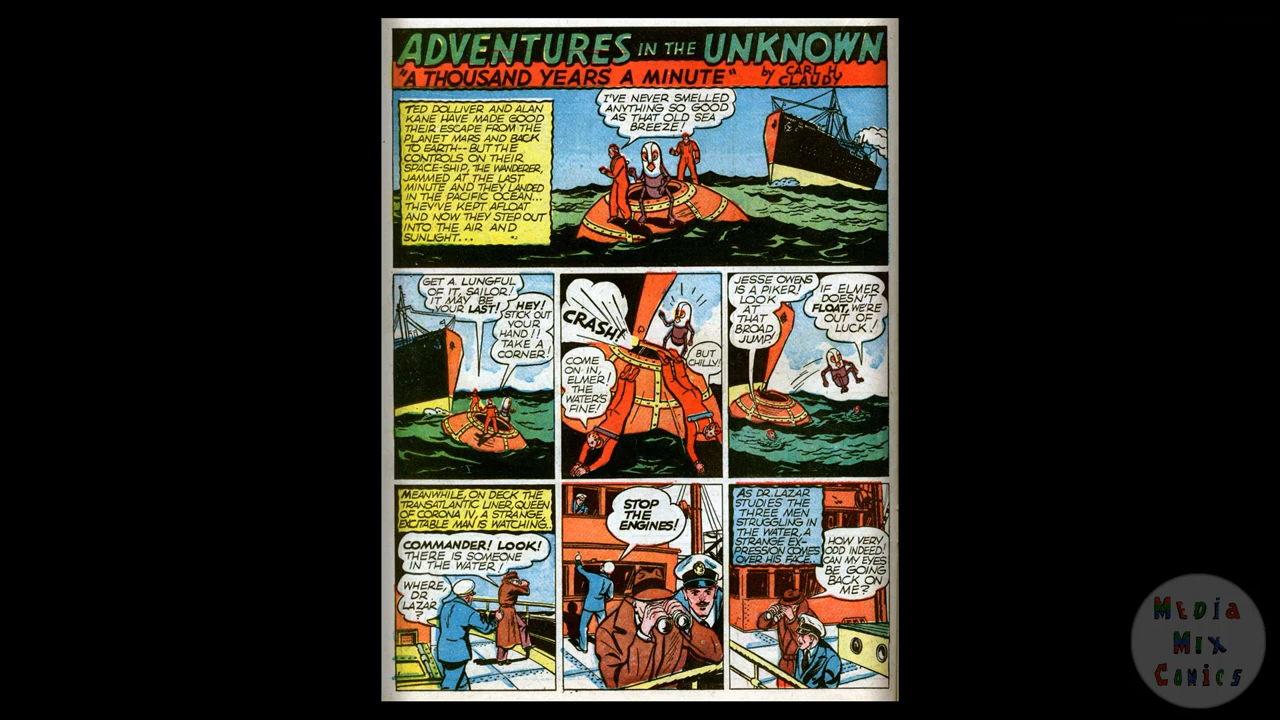 ADVENTURES IN THE UNKNOWN
"A THOUSAND YEARS A MINUTE" by CARL H.
CLAUDY
TED DOLLIVER AND ALAN
KANE HAVE MADE GOOD
THEIR ESCAPE FROM THE
PLANET MARS AND BACK
TO EARTH--BUT THE
CONTROLS ON THEIR
SPACE-SHIP, THE WANDERER,
JAMMED AT THE LAST
MINUTE AND THEY LANDED
IN THE PACIFIC OCEAN...
THEY'VE KEPT AFLOAT
AND NOW THEY STEP OUT
INTO THE AIR AND
SUNLIGHT...
I'VE NEVER SMELLED
ANYTHING SO GOOD
AS THAT OLD SEA
BREEZE!
GET A LUNGFUL
OF IT, SAILOR!
IT MAY BE
YOUR LAST!
HEY!
STICK OUT
YOUR
HAND!!
TAKE A
CORNER!
CRASH!
COME
ON-IN,
ELMER!
THE
WATER'S
FINE!
BUT
CHILLY!
JESSE OWENS
IS A PIKER!
LOOK
AT
THAT
BROAD
JUMP!
IF ELMER
DOESN'T
FLOAT, WE'RE
OUT OF
LUCK!
MEANWHILE, ON DECK THE
TRANSATLANTIC LINER, QUEEN
OF CORONA IV, A STRANGE,
EXCITABLE MAN IS WATCHING..
COMMANDER! LOOK!
THERE IS SOMEONE
IN THE WATER!
WHERE,
DR.
LAZAR
?
STOP
THE
ENGINES!
AS DR. LAZAR
STUDIES THE
THREE MEN
STRUGGLING IN
THE WATER, A
STRANGE EX-
PRESSION COMES
OVER HIS FACE...
HOW VERY
ODD INDEED!
CAN MY EYES
BE GOING
BACK ON
ME?
MEDiA
Mix
COMiCS